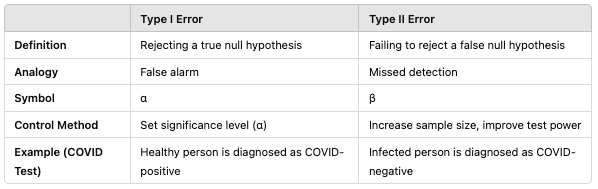 Type I Error Type II Error
Definition Rejecting a true null hypothesis Failing to reject a false null hypothesis
Analogy False alarm Missed detection
Symbol α β
Control Method Set significance level (α) Increase sample size, improve test power
Example (COVID Healthy person is diagnosed as COVID- Infected person is diagnosed as COVID-
Test) positive negative